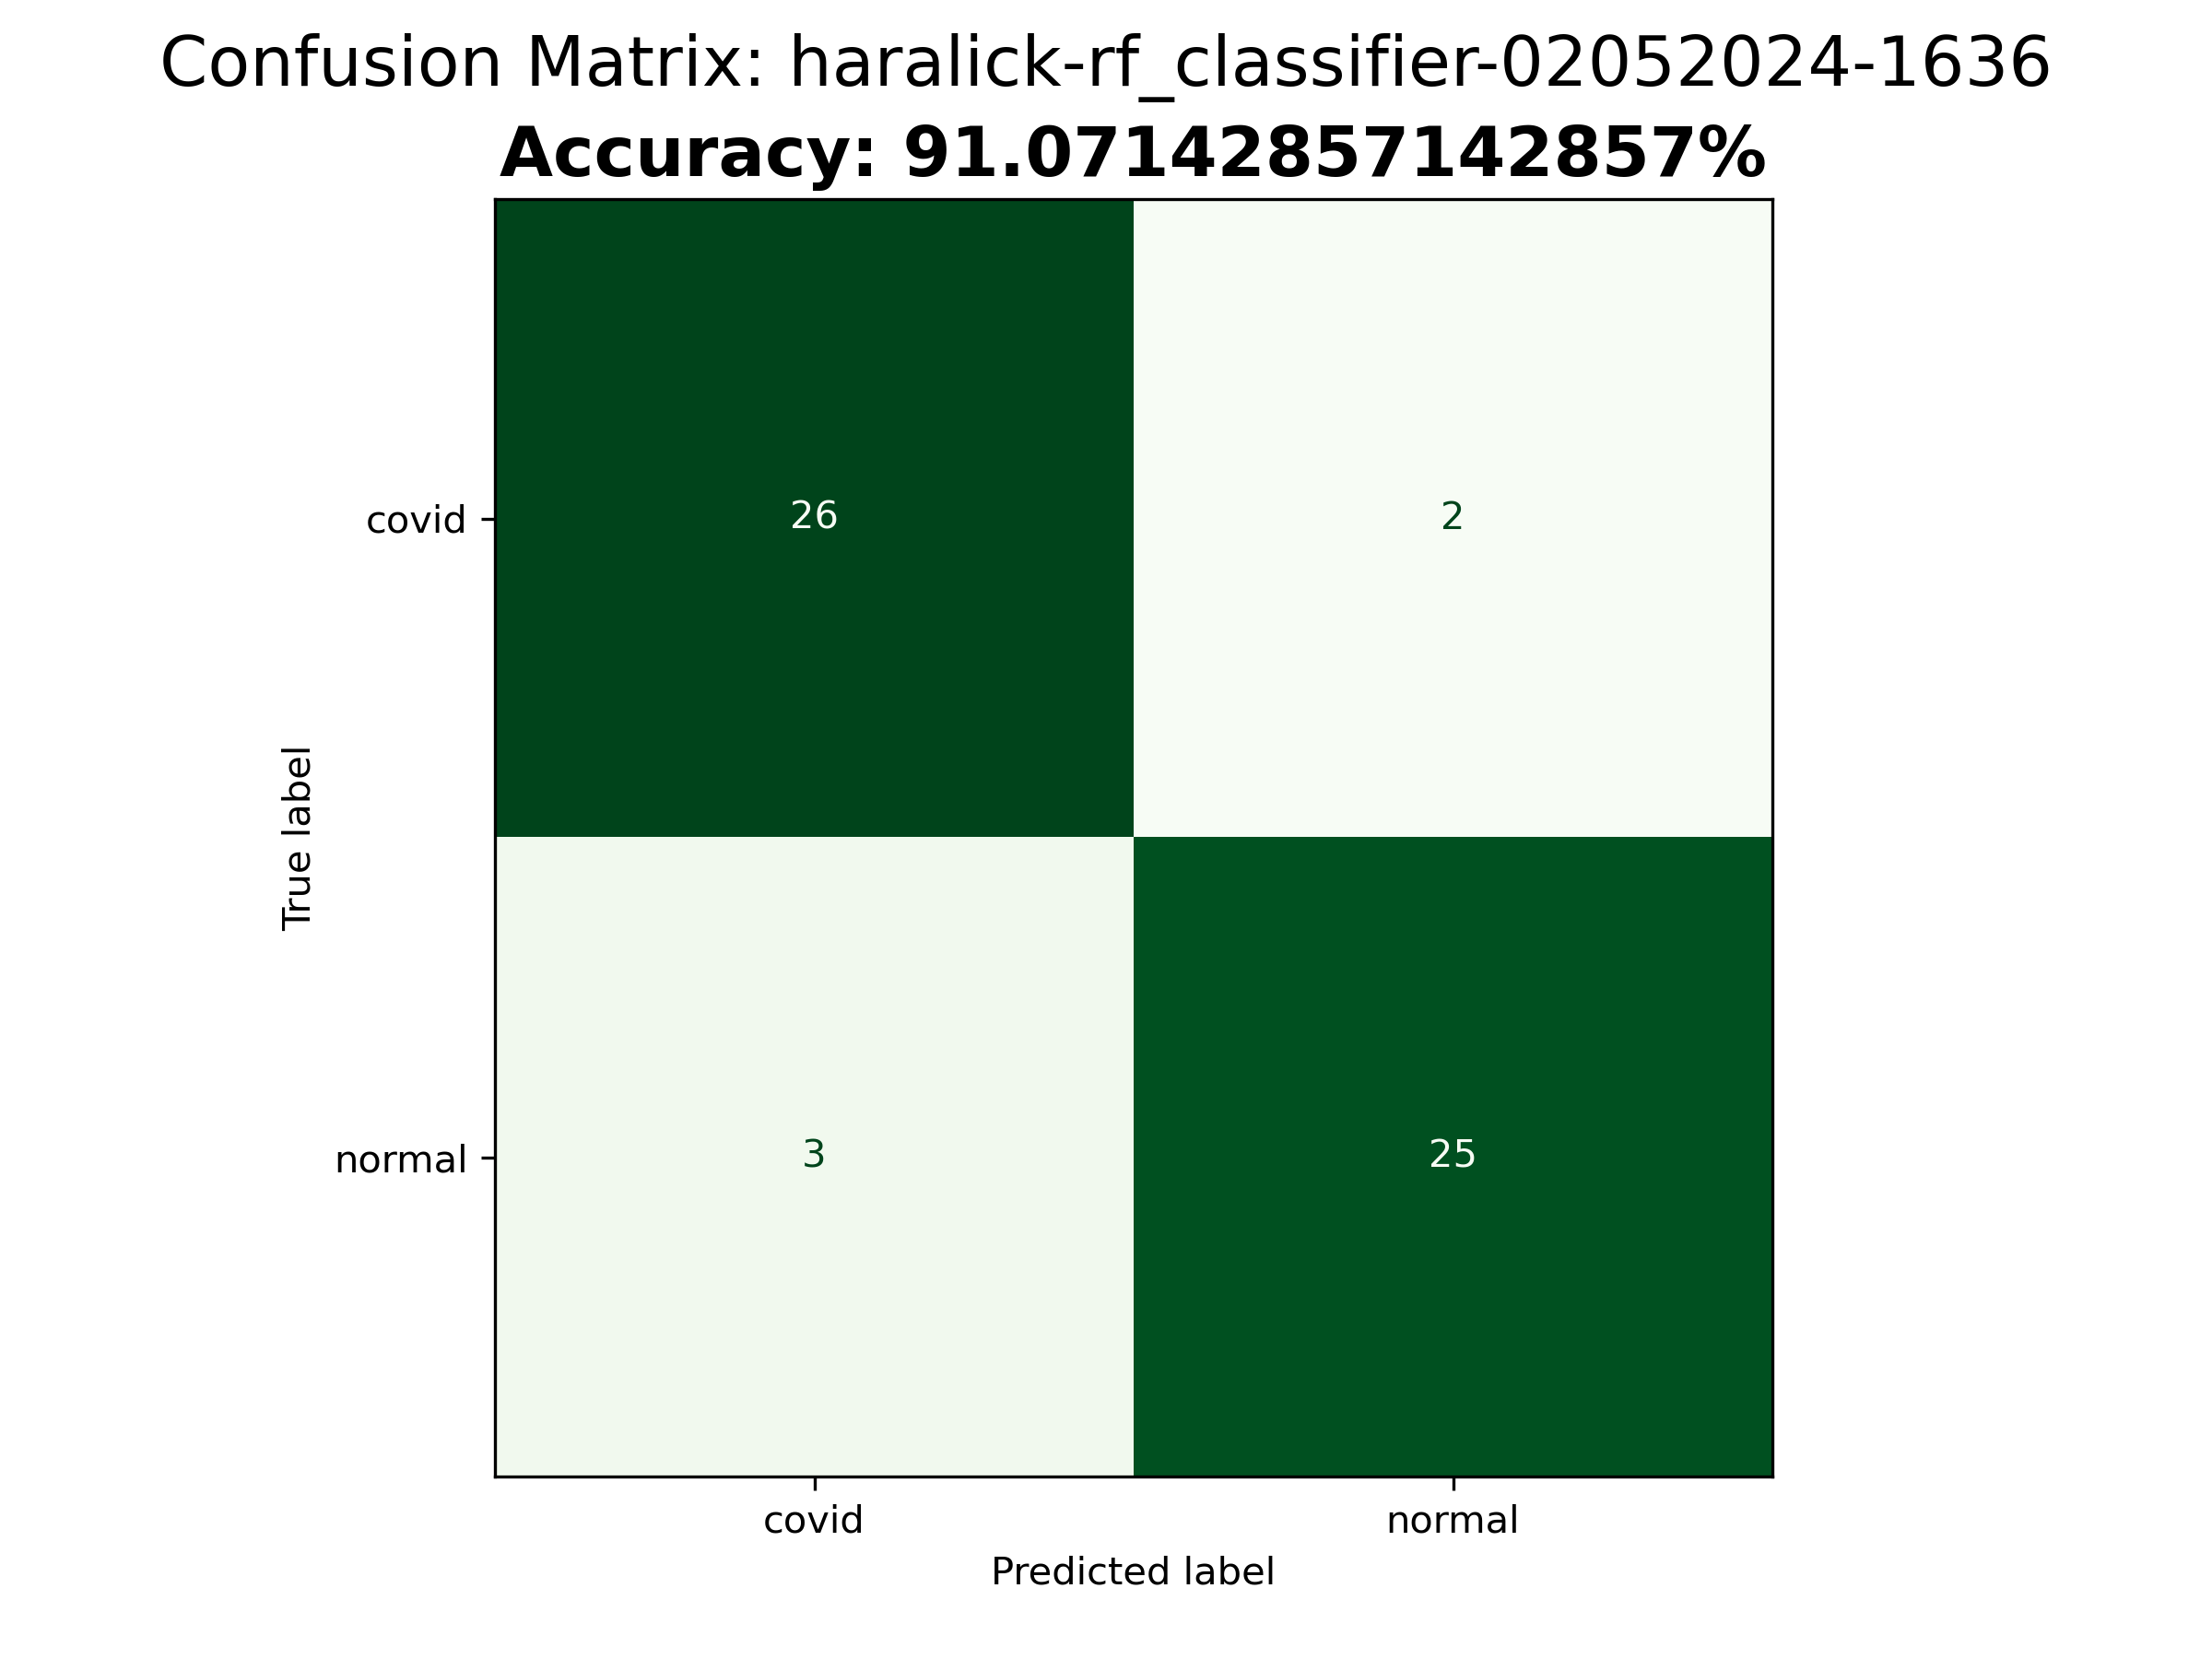 Confusion Matrix: haralick-rf_classifier-02052024-1636
Accuracy: 91.07142857142857%
covid
26
2
True label
normal
3
25
covid
normal
Predicted label